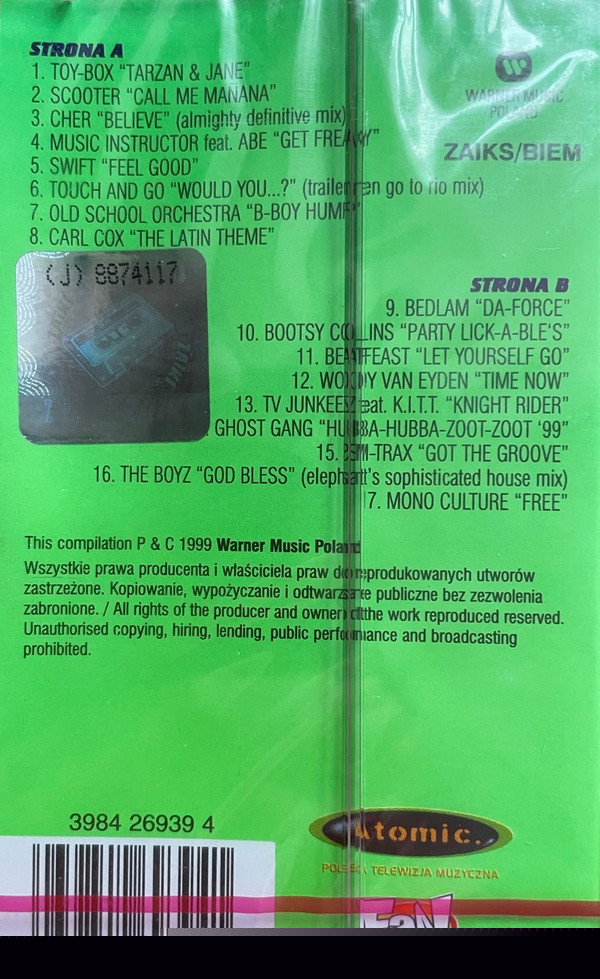 STRONA A
1. TOY-BOX “TARZAN & JANE”
2. SCOOTER “CALL ME MAÑANA”
3. CHER “BELIEVE” (almighty definitive mix)
4. MUSIC INSTRUCTOR feat. ABE “GET FREAKY”
5. SWIFT “FEEL GOOD”
6. TOUCH AND GO “WOULD YOU...?” (trailer en go to rio mix)
7. OLD SCHOOL ORCHESTRA “B-BOY HUMP”
8. CARL COX “THE LATIN THEME”
WARNER MUSIC
POLAND
ZAIKS/BIEM
(J) 8874117
ZAIKS
STRONA B
9. BEDLAM “DA-FORCE”
10. BOOTSY COLLINS “PARTY LICK-A-BLE'S”
11. BEATFEAST “LET YOURSELF GO”
12. WOODY VAN EYDEN “TIME NOW”
13. TV JUNKEEZ feat. K.I.T.T. “KNIGHT RIDER”
GHOST GANG “HUBBA-HUBBA-ZOOT-ZOOT '99”
15. -TRAX “GOT THE GROOVE”
16. THE BOYZ “GOD BLESS” (elephant's sophisticated house mix)
17. MONO CULTURE “FREE”
This compilation P & C 1999 Warner Music Poland
Wszystkie prawa producenta i właściciela praw do reprodukowanych utworów
zastrzeżone. Kopiowanie, wypożyczanie i odtwarzanie publiczne bez zezwolenia
zabronione. / All rights of the producer and owner of the work reproduced reserved.
Unauthorised copying, hiring, lending, public performance and broadcasting
prohibited.
3984 26939 4
Atomic.
POLSKA TELEWIZJA MUZYCZNA
FAN